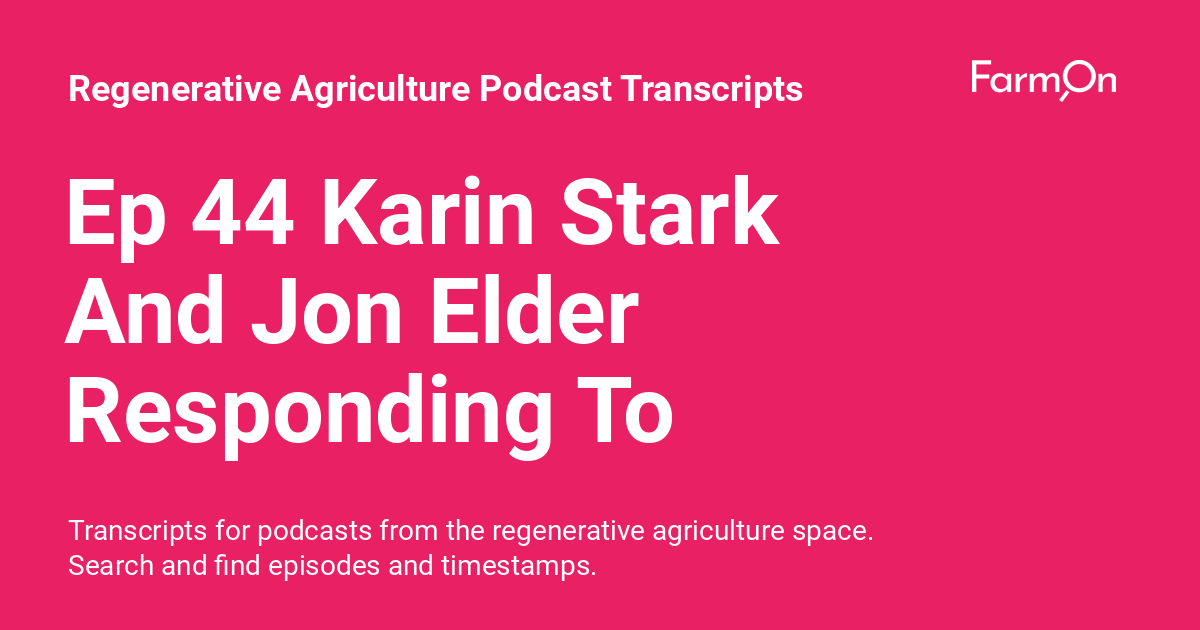 Regenerative Agriculture Podcast Transcripts
FarmOn
Ep 44 Karin Stark
And Jon Elder
Responding To
Transcripts for podcasts from the regenerative agriculture space.
Search and find episodes and timestamps.